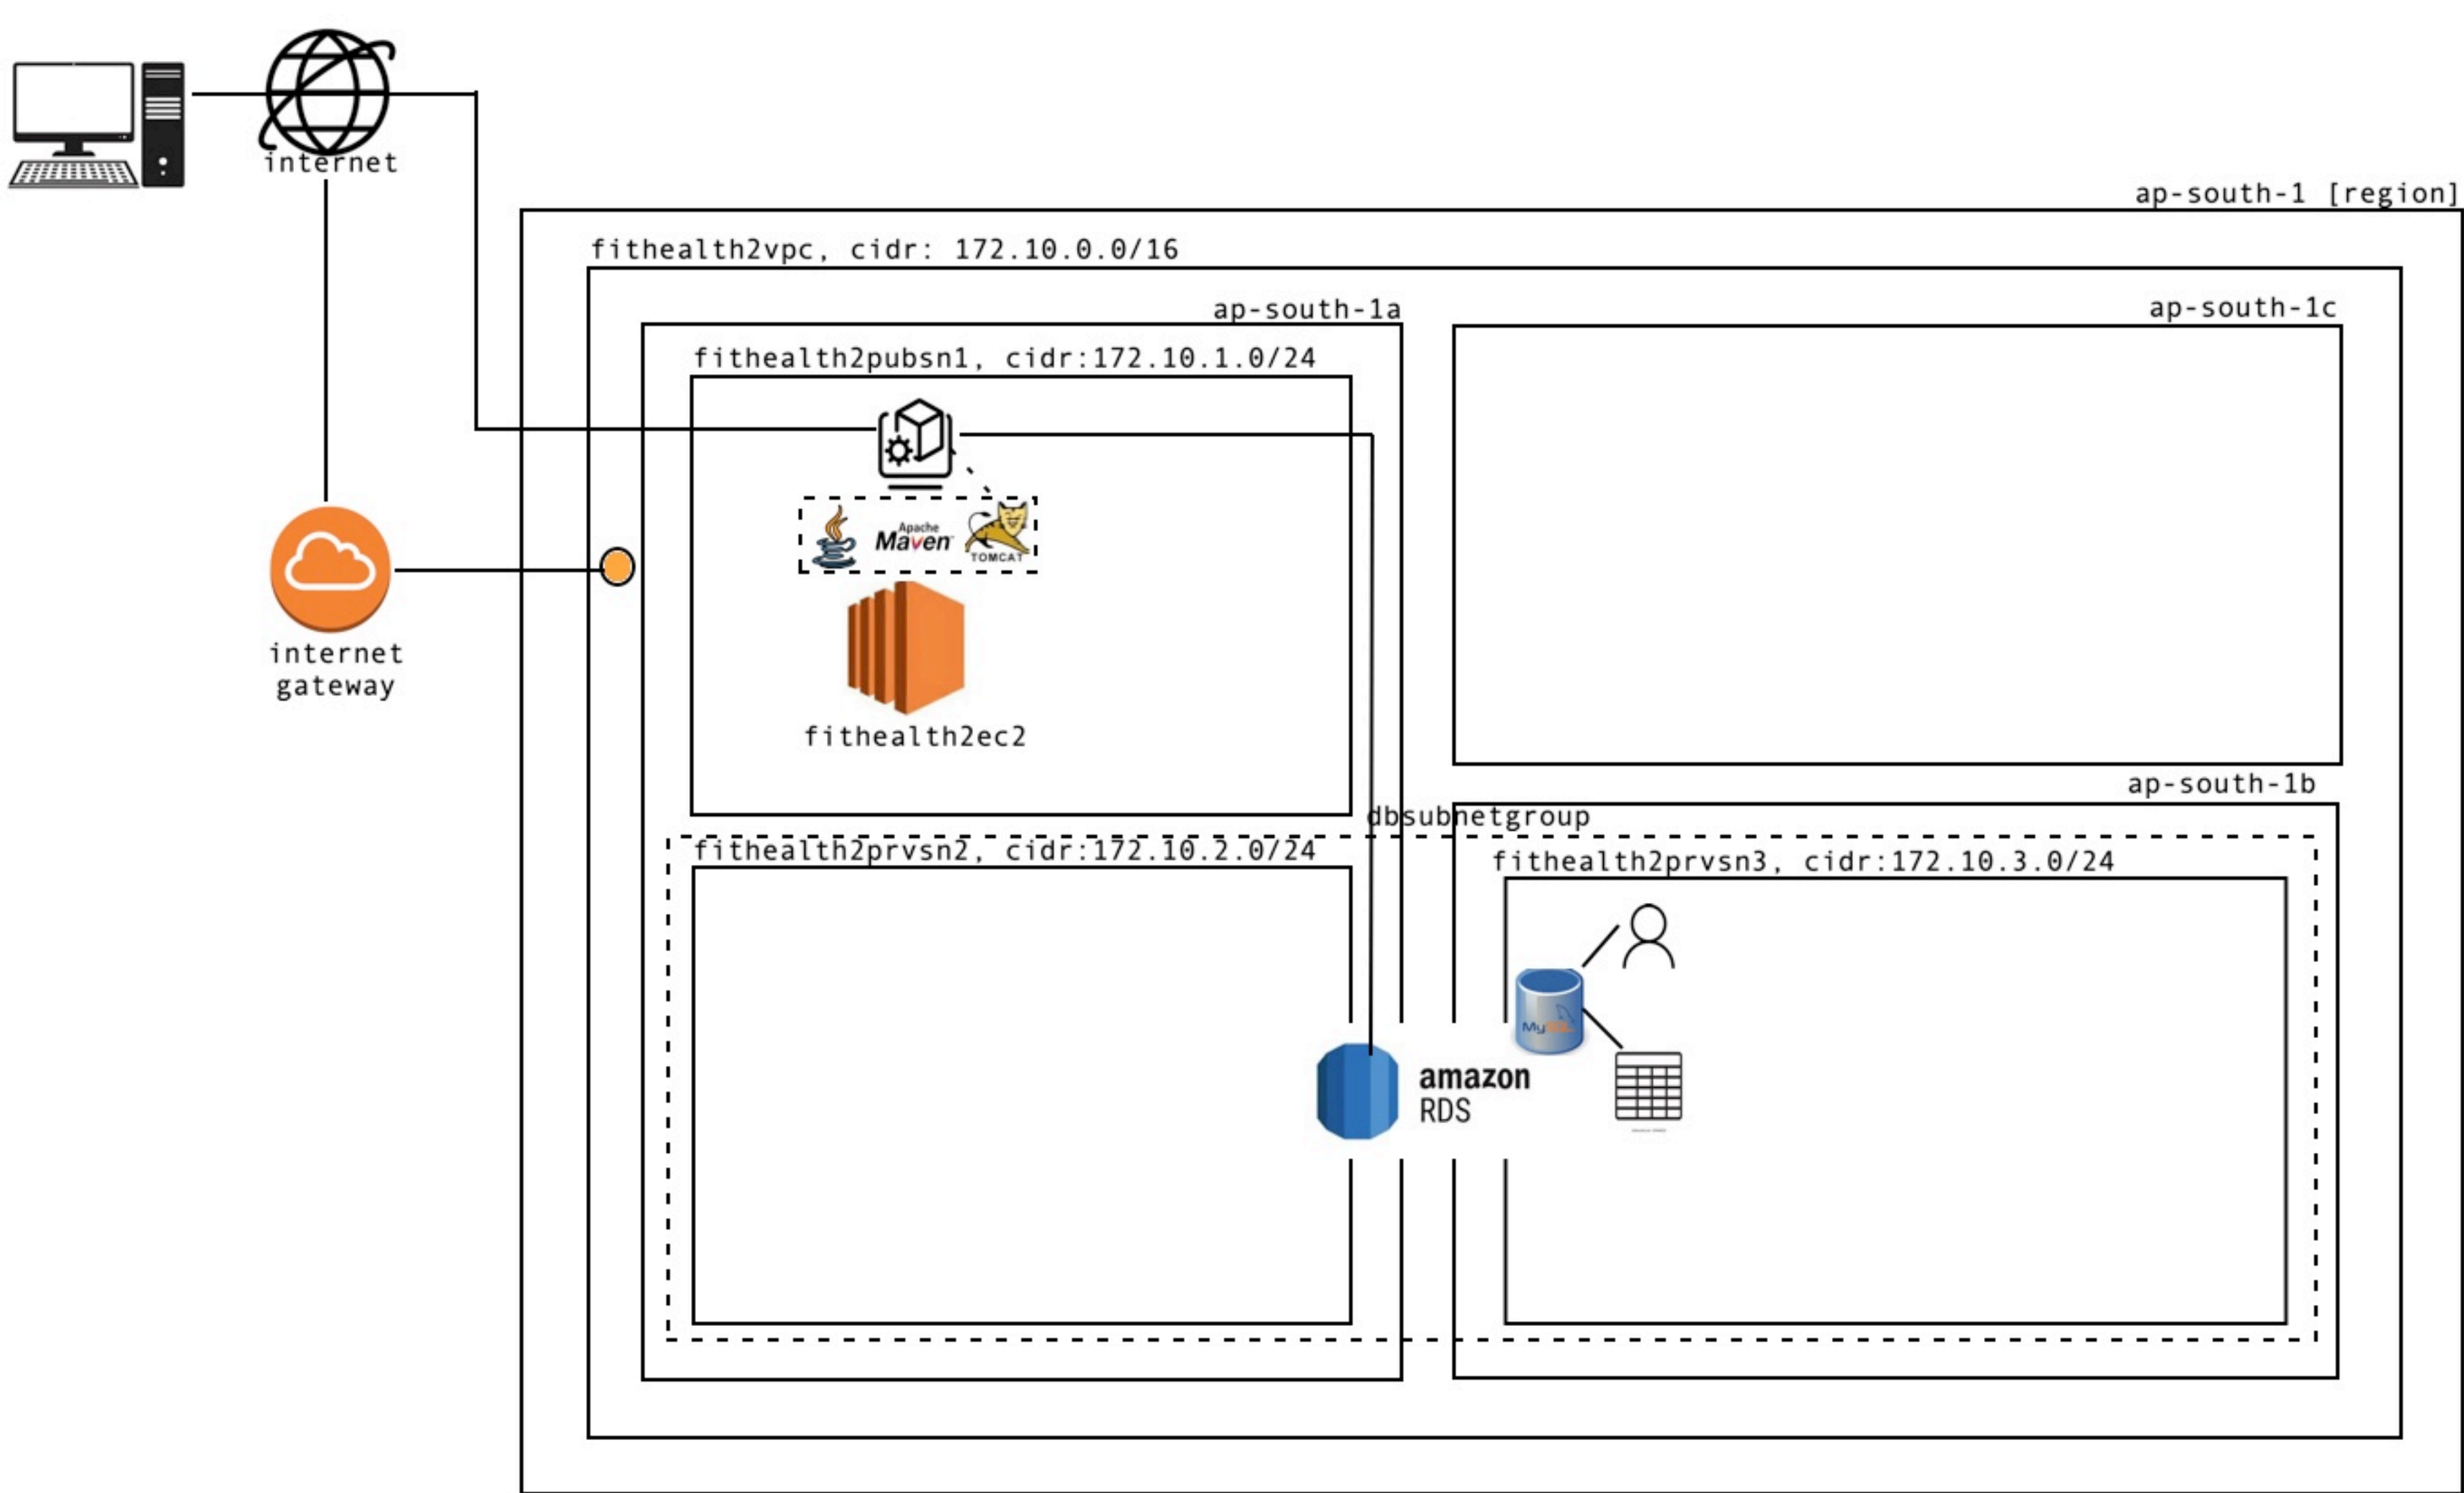 internet
ap-south-1 [region]
fithealth2vpc, cidr: 172.10.0.0/16
ap-south-1a
ap-south-1c
fithealth2pubsn1, cidr:172.10.1.0/24
Apache
Maven
TOMCAT
internet
gateway
fithealth2ec2
ap-south-1b
dbsubnetgroup
fithealth2prvsn2, cidr:172.10.2.0/24
fithealth2prvsn3, cidr:172.10.3.0/24
MySQL
amazon
RDS